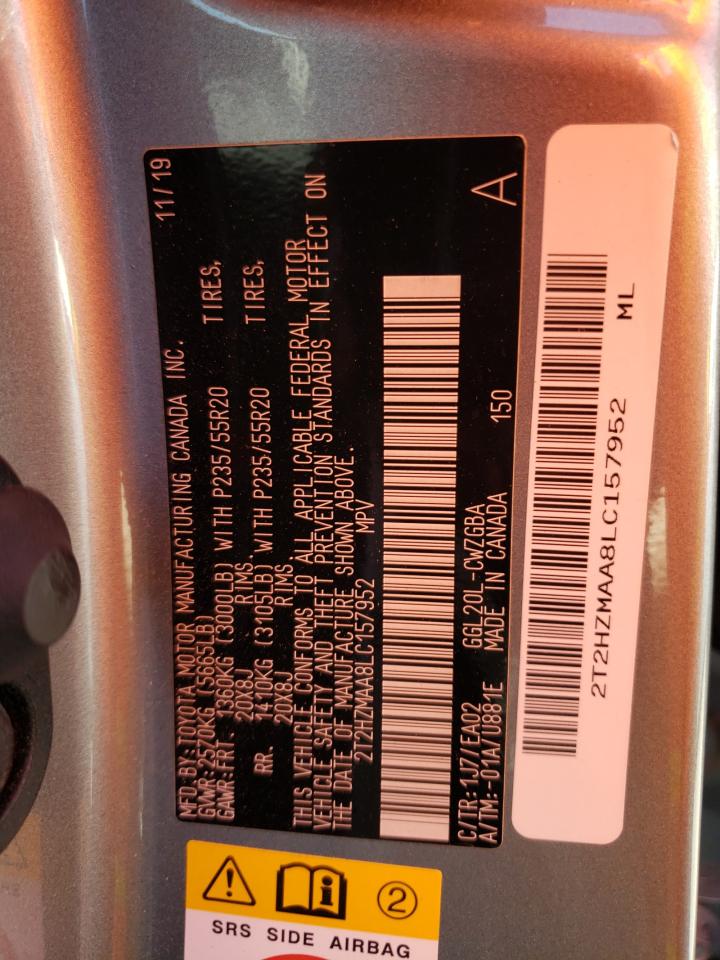 MFD. BY: TOYOTA MOTOR MANUFACTURING CANADA INC. 11/19
GVWR: 2570KG (5665LB)
GAWR: FRT. 1360KG (3000LB) WITH P235/55R20 TIRES,
20X8J RIMS.
RR. 1410KG (3105LB) WITH P235/55R20 TIRES,
20X8J RIMS.
THIS VEHICLE CONFORMS TO ALL APPLICABLE FEDERAL MOTOR
VEHICLE SAFETY AND THEFT PREVENTION STANDARDS IN EFFECT ON
THE DATE OF MANUFACTURE SHOWN ABOVE.
2T2HZMAA8LC157952 MPV
C/TR: 1J7/EA02 GGL20L-CWZGBA
A/TM: -01A/U881E MADE IN CANADA 150 A
2T2HZMAA8LC157952 ML
2
SRS SIDE AIRBAG